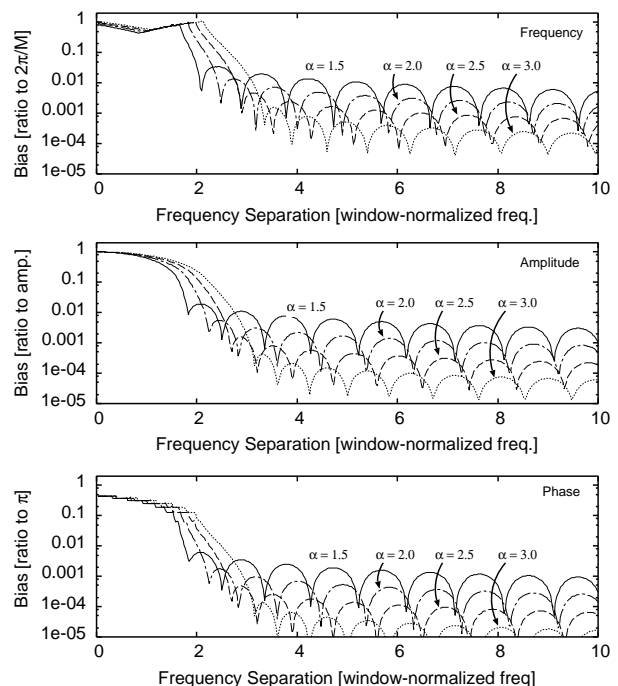 Bias [ratio to 2π/M]
1
0.1
0.01
0.001
1e-04
1e-05
Frequency
α = 1.5
α = 2.0
α = 2.5
α = 3.0
0 2 4 6 8 10
Frequency Separation [window-normalized freq.]
Bias [ratio to amp.]
1
0.1
0.01
0.001
1e-04
1e-05
Amplitude
α = 1.5
α = 2.0
α = 2.5
α = 3.0
0 2 4 6 8 10
Frequency Separation [window-normalized freq.]
Bias [ratio to π]
1
0.1
0.01
0.001
1e-04
1e-05
Phase
α = 1.5
α = 2.0
α = 2.5
α = 3.0
0 2 4 6 8 10
Frequency Separation [window-normalized freq]